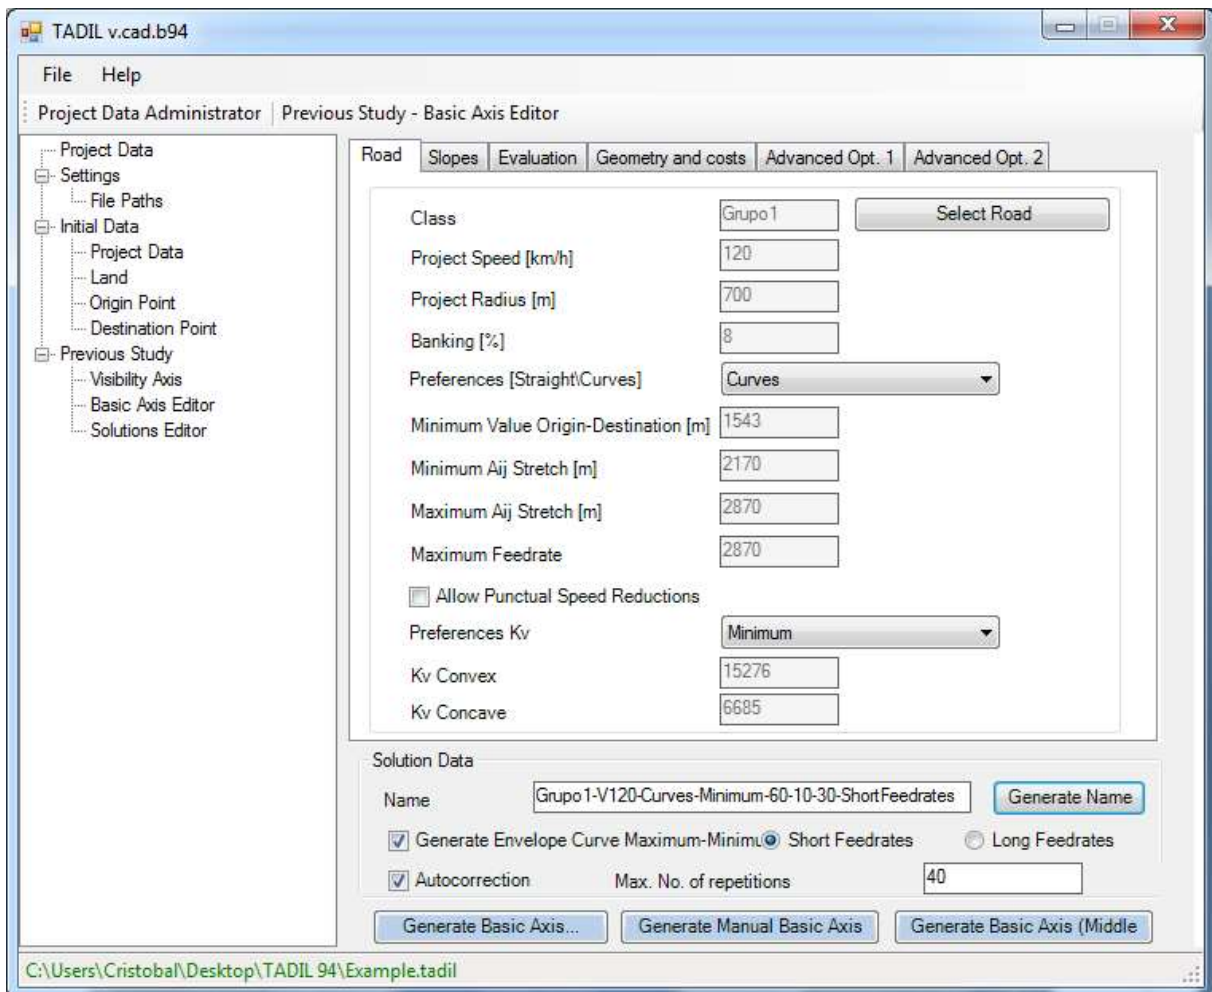 TADIL v.cad.b94
File Help
Project Data Administrator Previous Study - Basic Axis Editor
Project Data
Settings
File Paths
Initial Data
Project Data
Land
Origin Point
Destination Point
Previous Study
Visibility Axis
Basic Axis Editor
Solutions Editor
Road Slopes Evaluation Geometry and costs Advanced Opt. 1 Advanced Opt. 2
Class Grupo1 Select Road
Project Speed [km/h] 120
Project Radius [m] 700
Banking [%] 8
Preferences [Straight\Curves] Curves
Minimum Value Origin-Destination [m] 1543
Minimum Aij Stretch [m] 2170
Maximum Aij Stretch [m] 2870
Maximum Feedrate 2870
Allow Punctual Speed Reductions
Preferences Kv Minimum
Kv Convex 15276
Kv Concave 6685
Solution Data
Name Grupo1-V120-Curves-Minimum-60-10-30-ShortFeedrates Generate Name
Generate Envelope Curve Maximum-Minimu Short Feedrates Long Feedrates
Autocorrection Max. No. of repetitions 40
Generate Basic Axis... Generate Manual Basic Axis Generate Basic Axis (Middle
C:\Users\Cristobal\Desktop\TADIL 94\Example.tadil